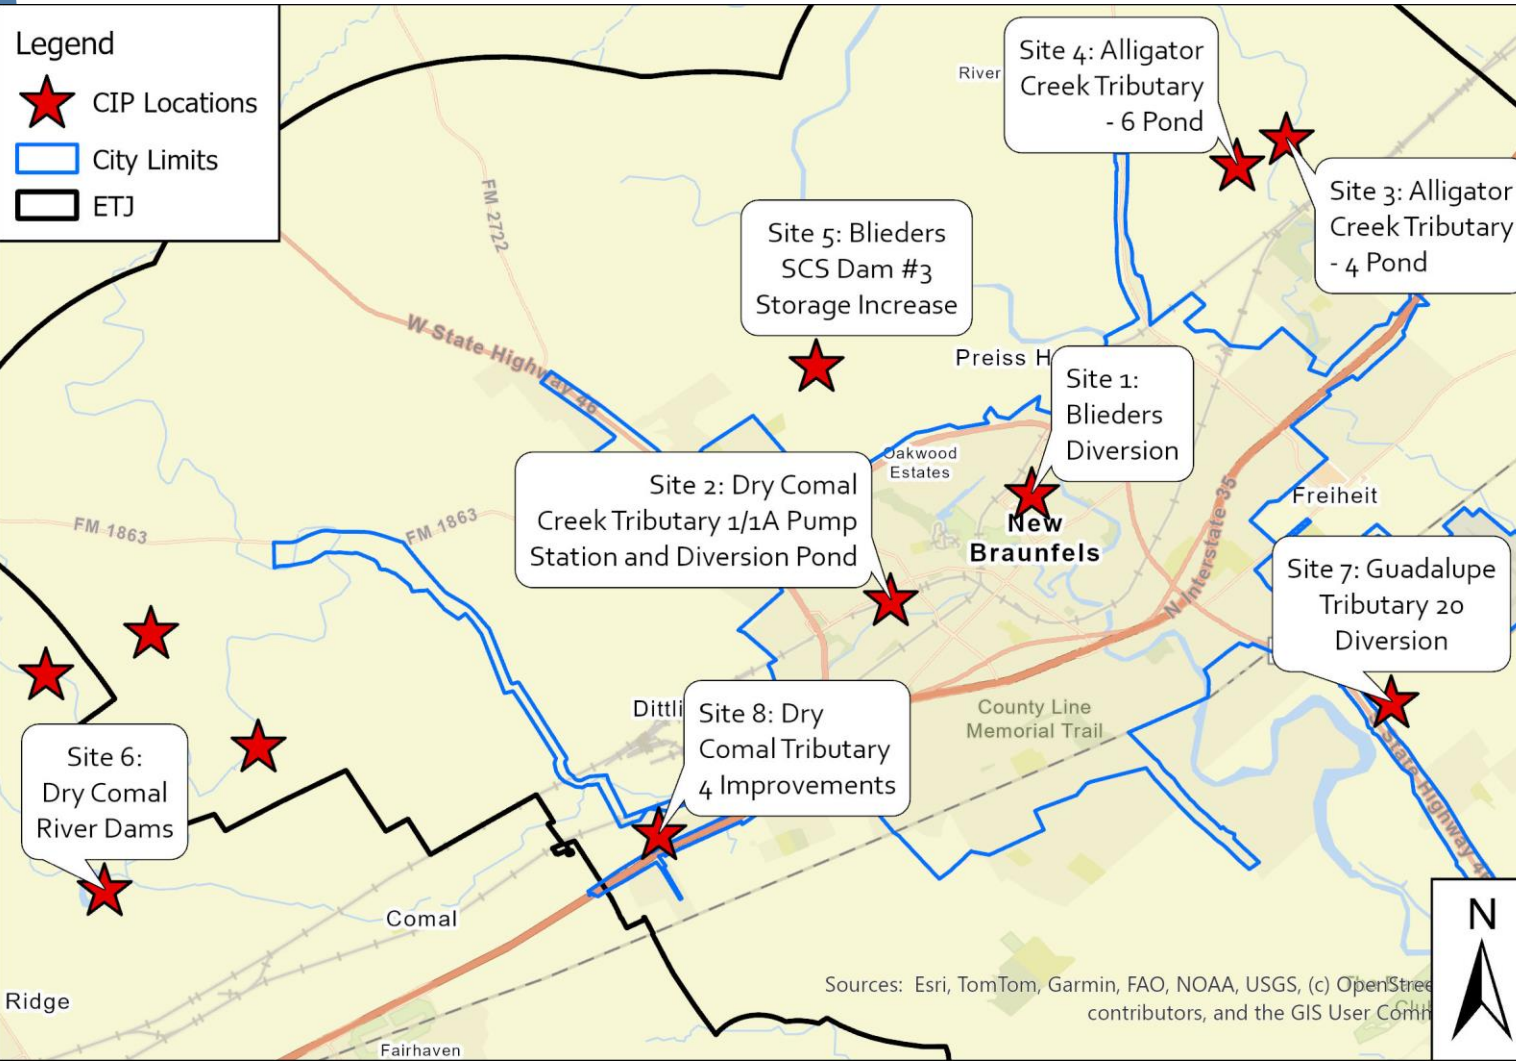 Legend
CIP Locations
City Limits
ETJ
River
Site 4: Alligator
Creek Tributary
- 6 Pond
Site 3: Alligator
Creek Tributary
- 4 Pond
FM 2722
Site 5: Blieders
SCS Dam #3
Storage Increase
W State Highway 46
Preiss H
Site 1:
Blieders
Diversion
Oakwood
Estates
Site 2: Dry Comal
Creek Tributary 1/1A Pump
Station and Diversion Pond
FM 1863
FM 1863
New
Braunfels
N Interstate 35
Freiheit
Site 7: Guadalupe
Tributary 20
Diversion
Dittli
Site 8: Dry
Comal Tributary
4 Improvements
County Line
Memorial Trail
State Highway 46
Site 6:
Dry Comal
River Dams
Comal
Ridge
Fairhaven
Sources: Esri, TomTom, Garmin, FAO, NOAA, USGS, (c) OpenStree
contributors, and the GIS User Comm
N